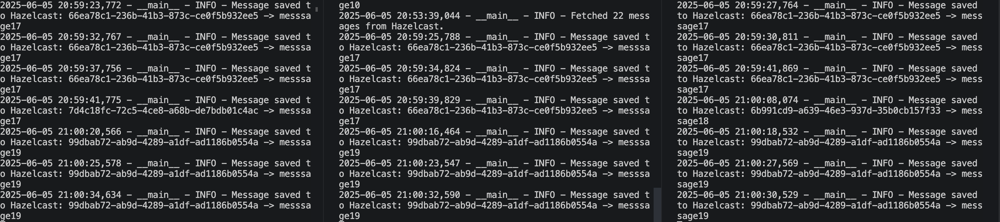 2025-06-05 20:59:23,772 - __main__ - INFO - Message saved t
o Hazelcast: 66ea78c1-236b-41b3-873c-ce0f5b932ee5 -> messsa
ge17
2025-06-05 20:59:32,767 - __main__ - INFO - Message saved t
o Hazelcast: 66ea78c1-236b-41b3-873c-ce0f5b932ee5 -> messsa
ge17
2025-06-05 20:59:37,756 - __main__ - INFO - Message saved t
o Hazelcast: 66ea78c1-236b-41b3-873c-ce0f5b932ee5 -> messsa
ge17
2025-06-05 20:59:41,775 - __main__ - INFO - Message saved t
o Hazelcast: 7d4c18fc-72c5-4ce8-a68b-de7bdb01c4ac -> messsa
ge17
2025-06-05 21:00:20,566 - __main__ - INFO - Message saved t
o Hazelcast: 99dbab72-ab9d-4289-a1df-ad1186b0554a -> messsa
ge19
2025-06-05 21:00:25,578 - __main__ - INFO - Message saved t
o Hazelcast: 99dbab72-ab9d-4289-a1df-ad1186b0554a -> messsa
ge19
2025-06-05 21:00:34,634 - __main__ - INFO - Message saved t
o Hazelcast: 99dbab72-ab9d-4289-a1df-ad1186b0554a -> messsa
ge19
ge10
2025-06-05 20:53:39,044 - __main__ - INFO - Fetched 22 mess
ages from Hazelcast.
2025-06-05 20:59:25,788 - __main__ - INFO - Message saved t
o Hazelcast: 66ea78c1-236b-41b3-873c-ce0f5b932ee5 -> messsa
ge17
2025-06-05 20:59:34,824 - __main__ - INFO - Message saved t
o Hazelcast: 66ea78c1-236b-41b3-873c-ce0f5b932ee5 -> messsa
ge17
2025-06-05 20:59:39,829 - __main__ - INFO - Message saved t
o Hazelcast: 66ea78c1-236b-41b3-873c-ce0f5b932ee5 -> messsa
ge17
2025-06-05 21:00:16,464 - __main__ - INFO - Message saved t
o Hazelcast: 99dbab72-ab9d-4289-a1df-ad1186b0554a -> messsa
ge19
2025-06-05 21:00:23,547 - __main__ - INFO - Message saved t
o Hazelcast: 99dbab72-ab9d-4289-a1df-ad1186b0554a -> messsa
ge19
2025-06-05 21:00:32,590 - __main__ - INFO - Message saved t
o Hazelcast: 99dbab72-ab9d-4289-a1df-ad1186b0554a -> messsa
ge19
2025-06-05 20:59:27,764 - __main__ - INFO - Message saved
to Hazelcast: 66ea78c1-236b-41b3-873c-ce0f5b932ee5 -> mess
sage17
2025-06-05 20:59:30,811 - __main__ - INFO - Message saved
to Hazelcast: 66ea78c1-236b-41b3-873c-ce0f5b932ee5 -> mess
sage17
2025-06-05 20:59:41,869 - __main__ - INFO - Message saved
to Hazelcast: 66ea78c1-236b-41b3-873c-ce0f5b932ee5 -> mess
sage17
2025-06-05 21:00:08,074 - __main__ - INFO - Message saved
to Hazelcast: 6b991cd9-a639-46e3-937d-35b0cb157f33 -> mess
sage18
2025-06-05 21:00:18,532 - __main__ - INFO - Message saved
to Hazelcast: 99dbab72-ab9d-4289-a1df-ad1186b0554a -> mess
sage19
2025-06-05 21:00:27,569 - __main__ - INFO - Message saved
to Hazelcast: 99dbab72-ab9d-4289-a1df-ad1186b0554a -> mess
sage19
2025-06-05 21:00:30,529 - __main__ - INFO - Message saved
to Hazelcast: 99dbab72-ab9d-4289-a1df-ad1186b0554a -> mess
sage19